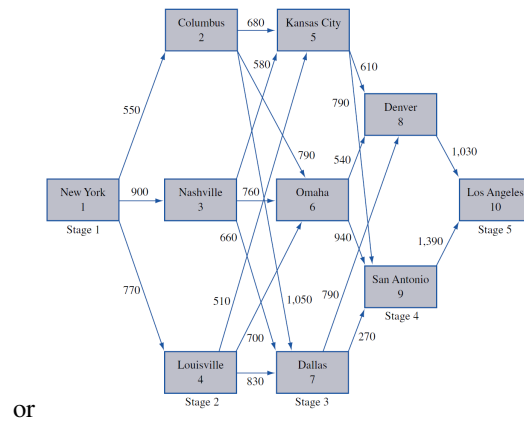 Columbus
2
680
Kansas City
5
580
610
550
790
Denver
8
790
540
1,030
New York
1
Stage 1
900
Nashville
3
760
Omaha
6
Los Angeles
10
Stage 5
660
940
1,390
770
510
1,050
790
San Antonio
9
Stage 4
700
270
Louisville
4
Stage 2
830
Dallas
7
Stage 3
or